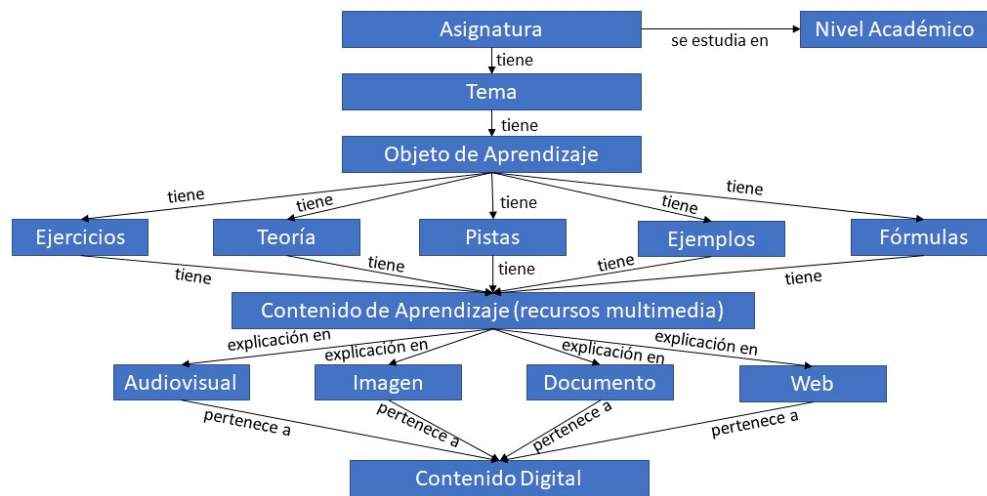 Asignatura
se estudia en
Nivel Académico
tiene
Tema
tiene
Objeto de Aprendizaje
tiene
tiene
tiene
tiene
tiene
Ejercicios
Teoría
Pistas
Ejemplos
Fórmulas
tiene
tiene
tiene
tiene
tiene
Contenido de Aprendizaje (recursos multimedia)
explicación en
explicación en
explicación en
explicación en
Audiovisual
Imagen
Documento
Web
pertenece a
pertenece a
pertenece a
pertenece a
Contenido Digital